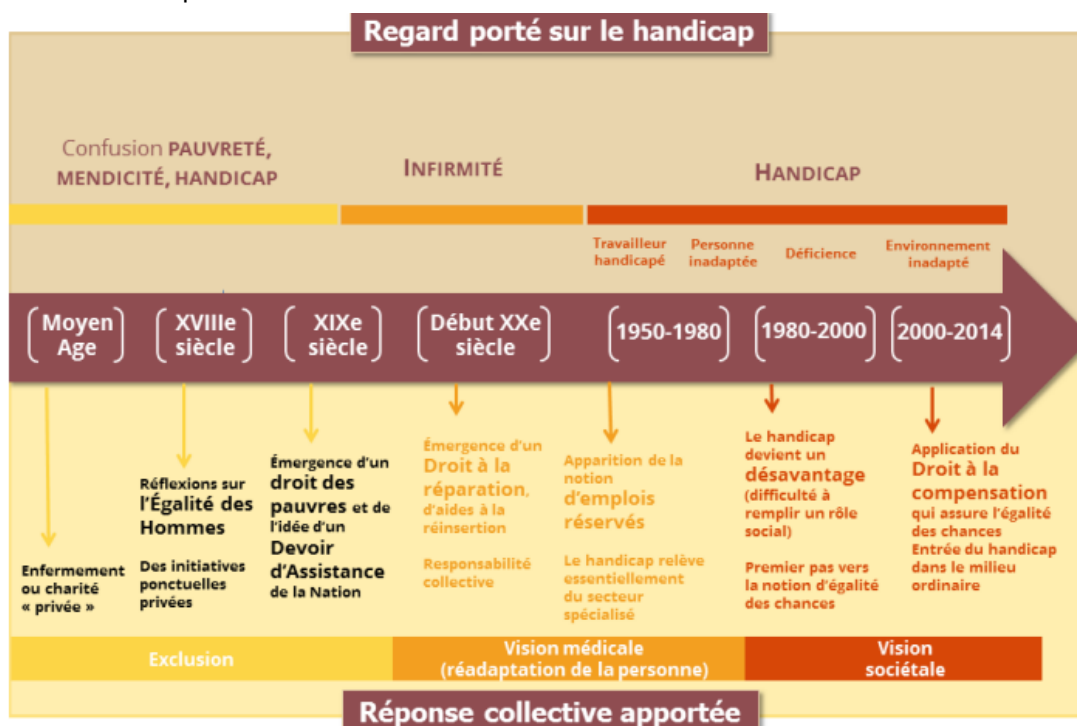 Regard porté sur le handicap
Confusion PAUVRETÉ,
MENDICITÉ, HANDICAP
INFIRMITÉ
HANDICAP
Travailleur
handicapé
Personne
inadaptée
Déficience
Environnement
inadapté
Moyen
Age
XVIIIe
siècle
XIXe
siècle
Début XXe
siècle
1950-1980
1980-2000
2000-2014
Enfermement
ou charité
« privée »
Réflexions sur
l'Égalité des
Hommes
Des initiatives
ponctuelles
privées
Émergence d'un
droit des
pauvres et de
l'idée d'un
Devoir
d'Assistance
de la Nation
Émergence d'un
Droit à la
réparation,
d'aides à la
réinsertion
Responsabilité
collective
Apparition de la
notion
d'emplois
réservés
Le handicap relève
essentiellement
du secteur
spécialisé
Le handicap
devient un
désavantage
(difficulté à
remplir un rôle
social)
Premier pas vers
la notion d'égalité
des chances
Application du
Droit à la
compensation
qui assure l'égalité
des chances
Entrée du handicap
dans le milieu
ordinaire
Exclusion
Vision médicale
(réadaptation de la personne)
Vision
sociétale
Réponse collective apportée